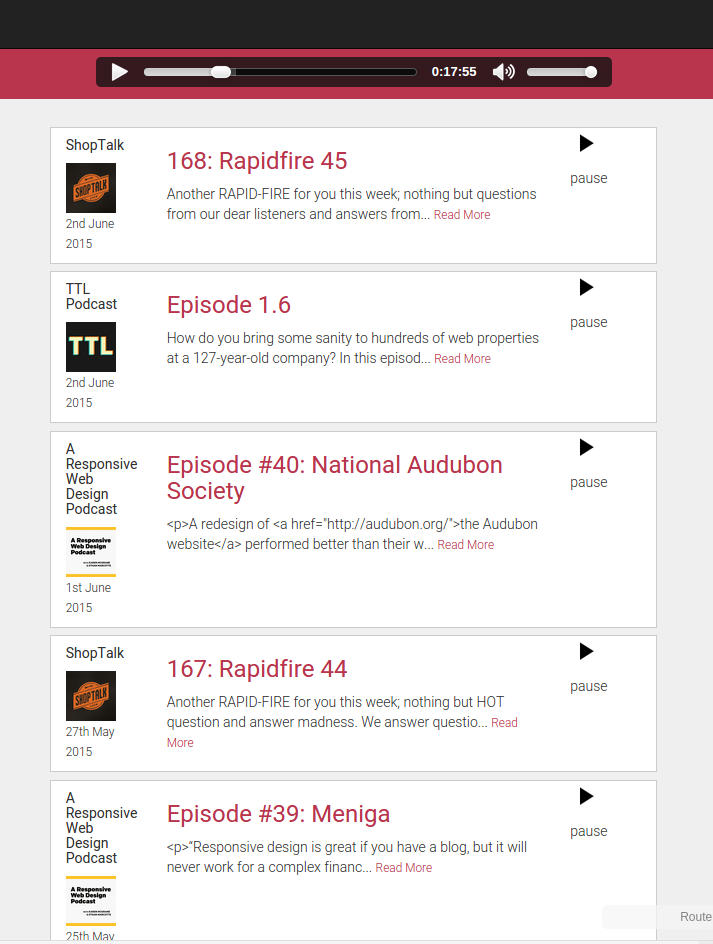 0:17:55
ShopTalk
SHOP TALK
2nd June
2015
168: Rapidfire 45
Another RAPID-FIRE for you this week; nothing but questions
from our dear listeners and answers from... Read More
pause
TTL
Podcast
TTL
2nd June
2015
Episode 1.6
How do you bring some sanity to hundreds of web properties
at a 127-year-old company? In this episod... Read More
pause
A
Responsive
Web
Design
Podcast
A Responsive
Web Design
Podcast
1st June
2015
Episode #40: National Audubon
Society
<p>A redesign of <a href="http://audubon.org/">the Audubon
website</a> performed better than their w... Read More
pause
ShopTalk
SHOP TALK
27th May
2015
167: Rapidfire 44
Another RAPID-FIRE for you this week; nothing but HOT
question and answer madness. We answer questio... Read
More
pause
A
Responsive
Web
Design
Podcast
A Responsive
Web Design
Podcast
25th May
Episode #39: Meniga
<p>“Responsive design is great if you have a blog, but it will
never work for a complex financ... Read More
pause
Route